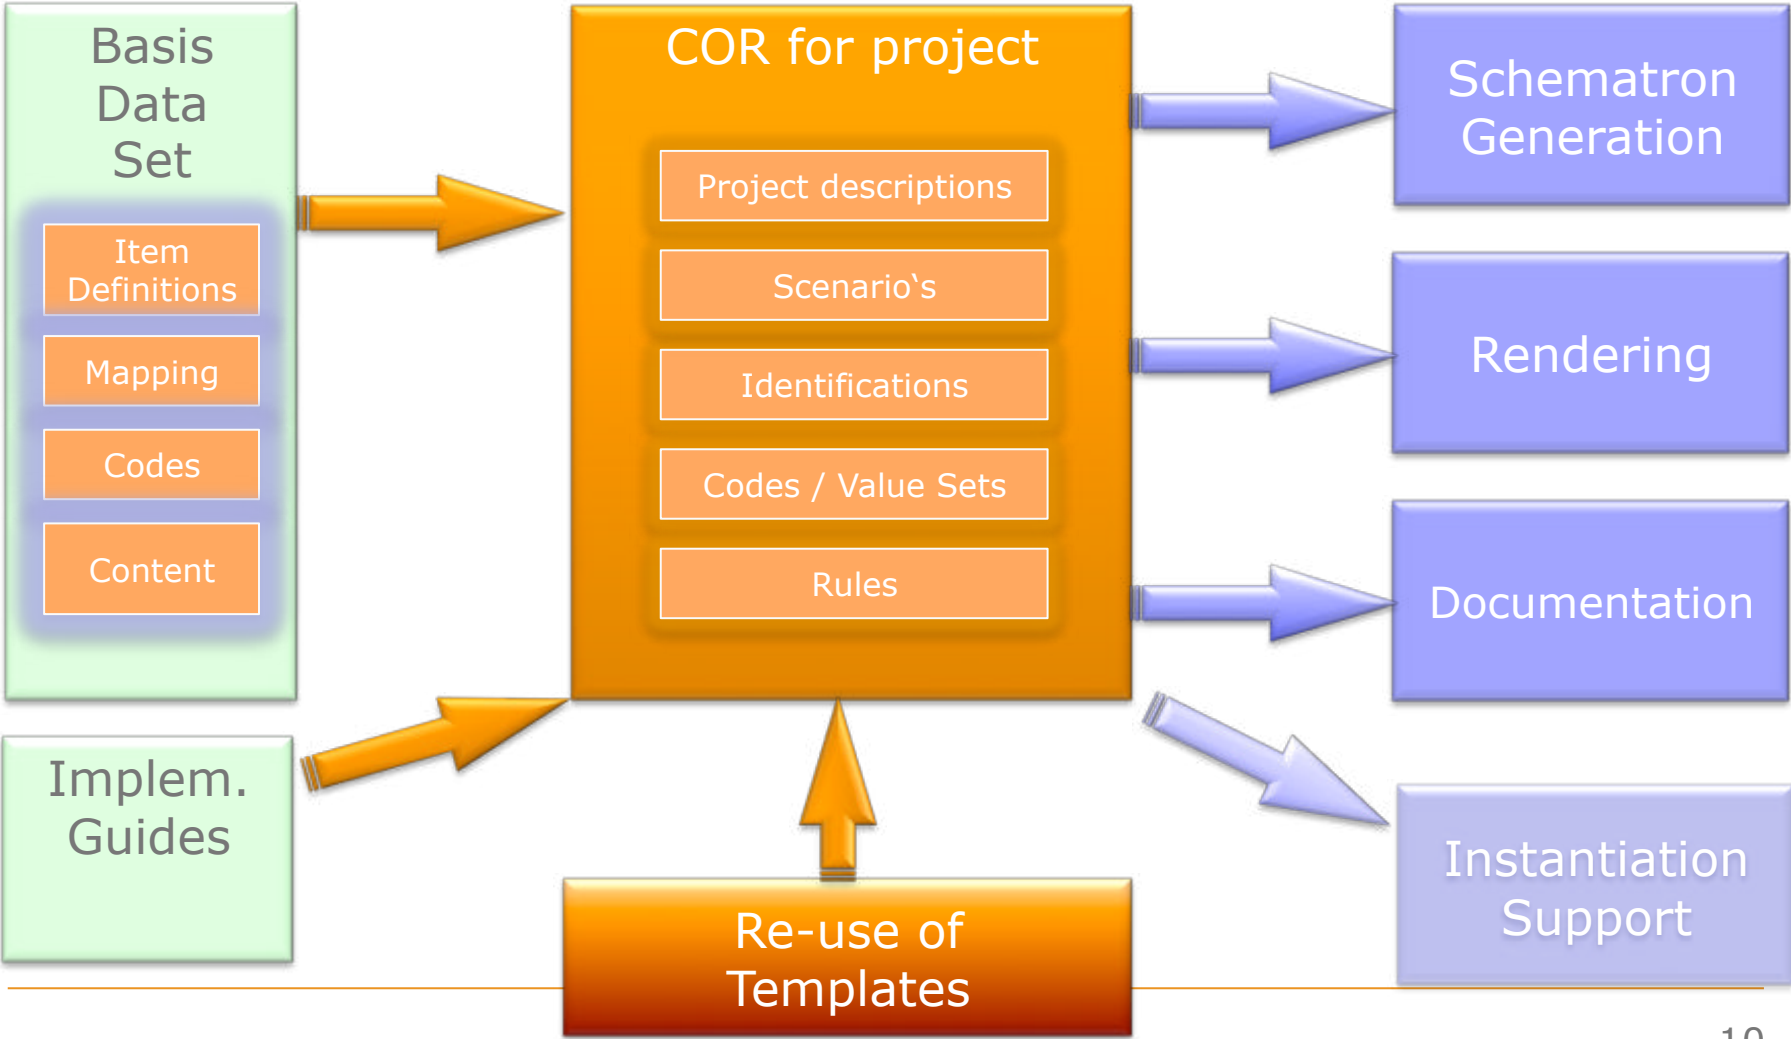 Basis
Data
Set
Item
Definitions
Mapping
Codes
Content
Implem.
Guides
COR for project
Project descriptions
Scenario‘s
Identifications
Codes / Value Sets
Rules
Re-use of
Templates
Schematron
Generation
Rendering
Documentation
Instantiation
Support
10